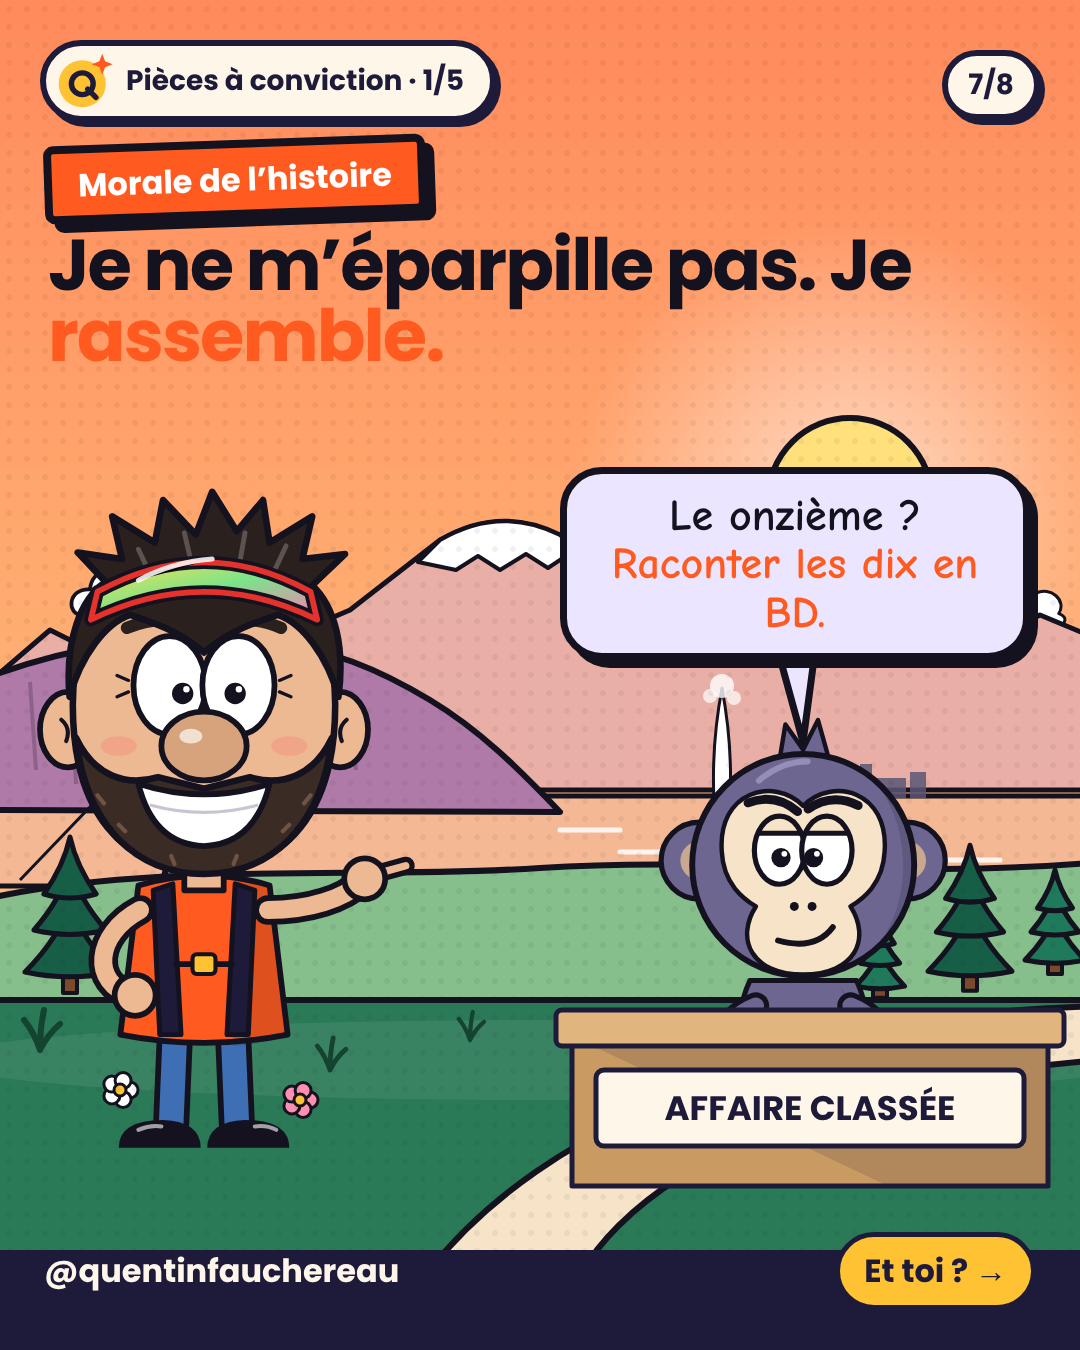 Q
Pièces à conviction · 1/5
7/8
Morale de l’histoire
Je ne m’éparpille pas. Je
rassemble.
Le onzième ?
Raconter les dix en
BD.
AFFAIRE CLASSÉE
@quentinfauchereau
Et toi ? →